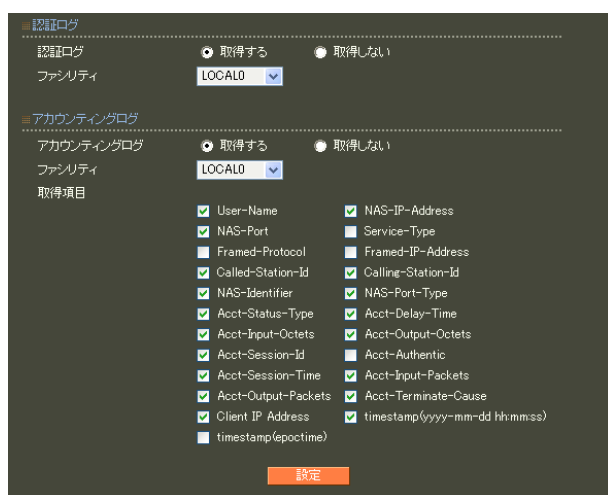 認証ログ
認証ログ 取得する 取得しない
ファシリティ LOCAL0
アカウンティングログ
アカウンティングログ 取得する 取得しない
ファシリティ LOCAL0
取得項目
User-Name NAS-IP-Address
NAS-Port Service-Type
Framed-Protocol Framed-IP-Address
Called-Station-Id Calling-Station-Id
NAS-Identifier NAS-Port-Type
Acct-Status-Type Acct-Delay-Time
Acct-Input-Octets Acct-Output-Octets
Acct-Session-Id Acct-Authentic
Acct-Session-Time Acct-Input-Packets
Acct-Output-Packets Acct-Terminate-Cause
Client IP Address timestamp(yyyy-mm-dd hh:mm:ss)
timestamp(epoctime)
設定